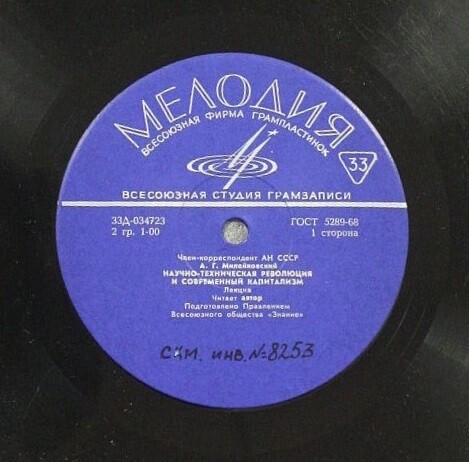 МЕЛОДИЯ
ВСЕСОЮЗНАЯ ФИРМА ГРАМПЛАСТИНОК
33
ВСЕСОЮЗНАЯ СТУДИЯ ГРАМЗАПИСИ
33Д-034723 ГОСТ 5289-68
2 гр. 1-00 1 сторона
Член-корреспондент АН СССР
А. Г. Милейковский
НАУЧНО-ТЕХНИЧЕСКАЯ РЕВОЛЮЦИЯ
И СОВРЕМЕННЫЙ КАПИТАЛИЗМ
Лекция
Читает автор
Подготовлено Правлением
Всесоюзного общества «Знание»
СЧМ. инв. №8253